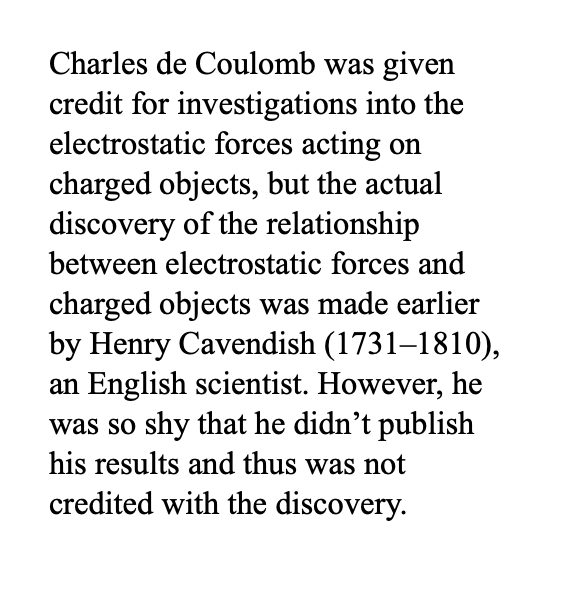 Charles de Coulomb was given
credit for investigations into the
electrostatic forces acting on
charged objects, but the actual
discovery of the relationship
between electrostatic forces and
charged objects was made earlier
by Henry Cavendish (1731–1810),
an English scientist. However, he
was so shy that he didn’t publish
his results and thus was not
credited with the discovery.